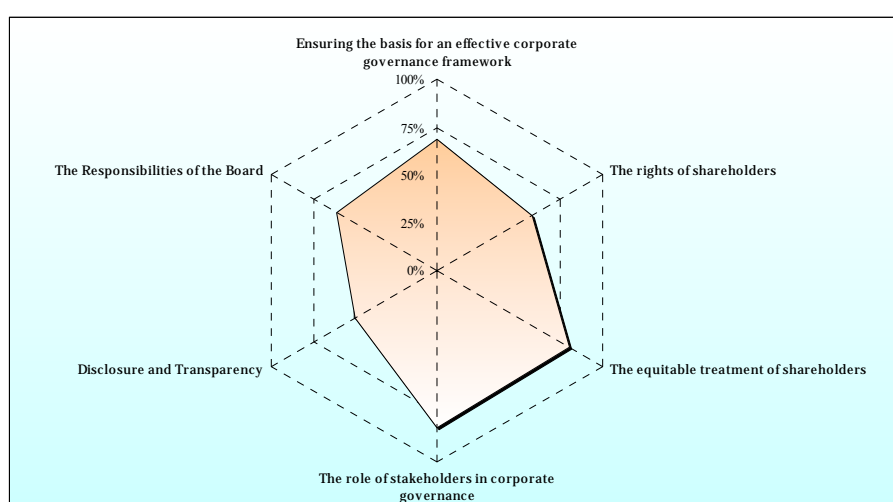 Ensuring the basis for an effective corporate
governance framework
100%
75%
The Responsibilities of the Board
The rights of shareholders
50%
25%
0%
Disclosure and Transparency
The equitable treatment of shareholders
The role of stakeholders in corporate
governance